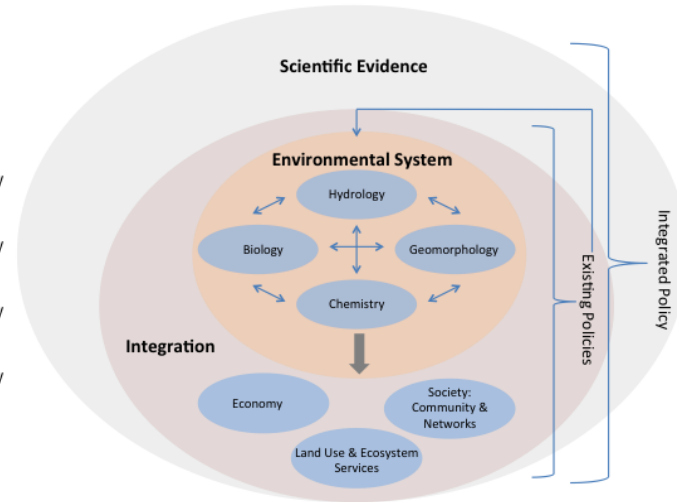 Scientific Evidence
Environmental System
Hydrology
Biology
Geomorphology
Chemistry
Integration
Economy
Society:
Community &
Networks
Land Use & Ecosystem
Services
Existing Policies
Integrated Policy